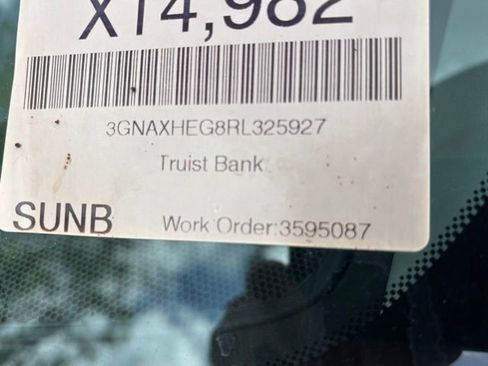 X14,982
3GNAXHEG8RL325927
Truist Bank
SUNB
Work Order:3595087